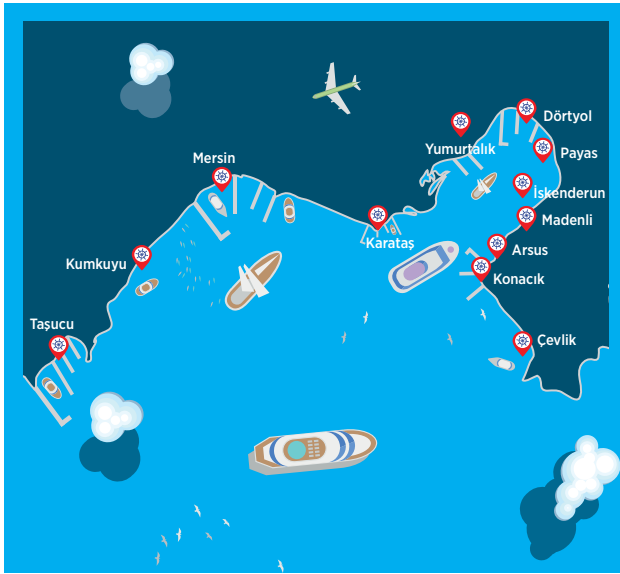 Dörtyol
Yumurtalık
Payas
Mersin
İskenderun
Madenli
Karataş
Arsus
Kumkuyu
Konacık
Taşucu
Çevlik